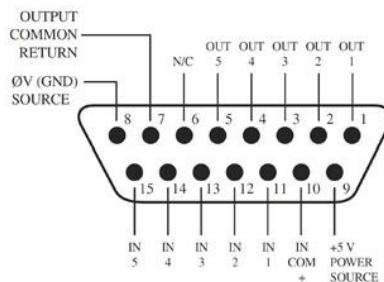 OUTPUT
COMMON
RETURN
N/C
OUT
5
OUT
4
OUT
3
OUT
2
OUT
1
ØV (GND)
SOURCE
8 7 6 5 4 3 2 1
15 14 13 12 11 10 9
IN
5
IN
4
IN
3
IN
2
IN
1
IN
COM
+
+5 V
POWER
SOURCE